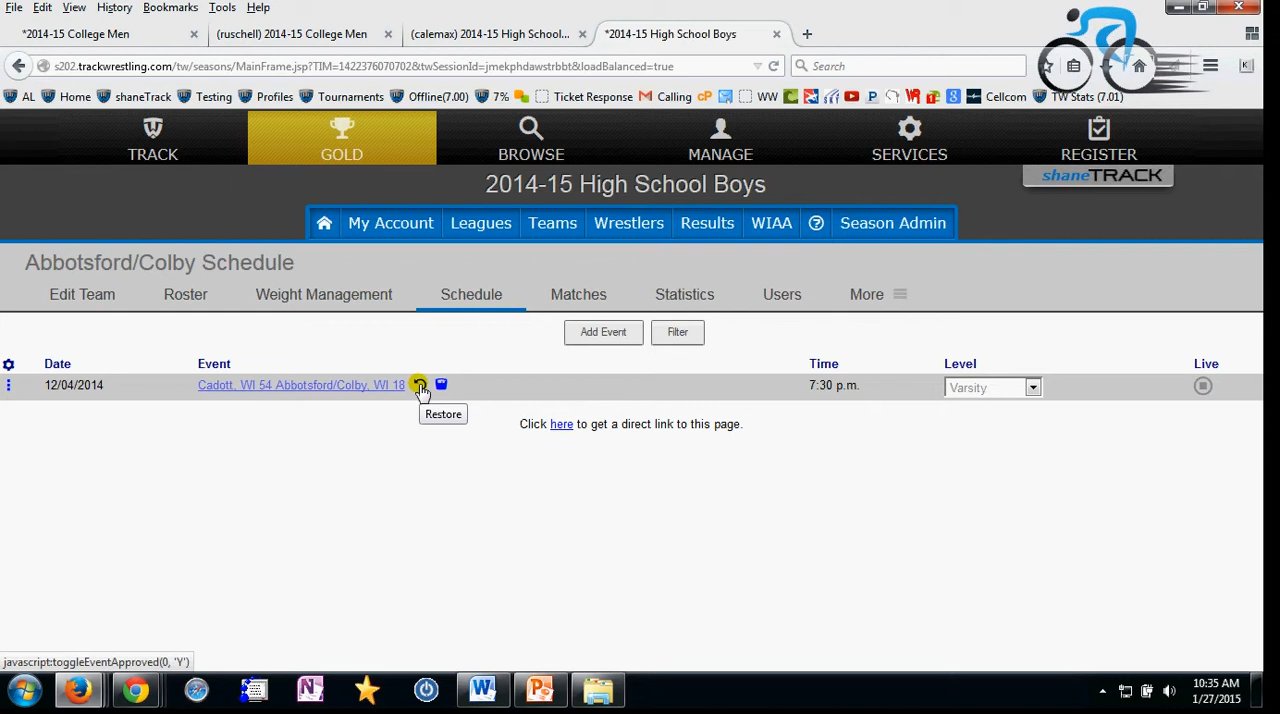 File Edit View History Bookmarks Tools Help
*2014-15 College Men × (ruschell) 2014-15 College Men × (calemax) 2014-15 High School... × *2014-15 High School Boys × +
s202.trackwrestling.com/tw/seasons/MainFrame.jsp?TIM=1422376070 &twSessionId=jmekphdawstrbbt&loadBalanced=true Search
AL Home shaneTrack Testing Profiles Tournaments Offline(7.00) 7% Ticket Response Calling cP WW Cellcom TW Stats (7.01)
TRACK GOLD BROWSE MANAGE SERVICES REGISTER
2014-15 High School Boys shaneTRACK
My Account Leagues Teams Wrestlers Results WIAA ? Season Admin
Abbotsford/Colby Schedule
Edit Team Roster Weight Management Schedule Matches Statistics Users More
Add Event Filter
Date Event Time Level Live
12/04/2014 Cadott, WI 54 Abbotsford/Colby, WI 18 7:30 p.m. Varsity
Restore
Click here to get a direct link to this page.
javascript:toggleEventApproved(0, 'Y')
10:35 AM
1/27/2015